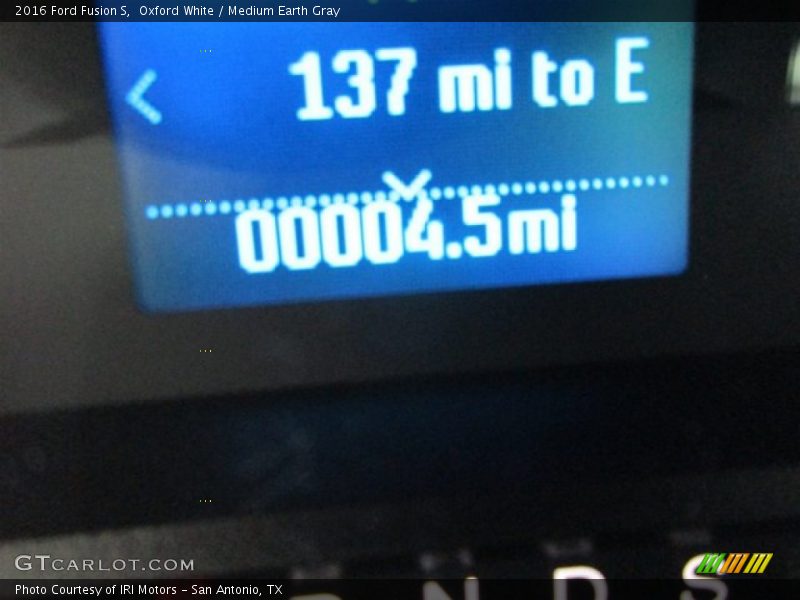 2016 Ford Fusion S,  Oxford White / Medium Earth Gray
137 mi to E
00004.5mi
N D S
GTCARLOT.COM
Photo Courtesy of IRI Motors - San Antonio, TX